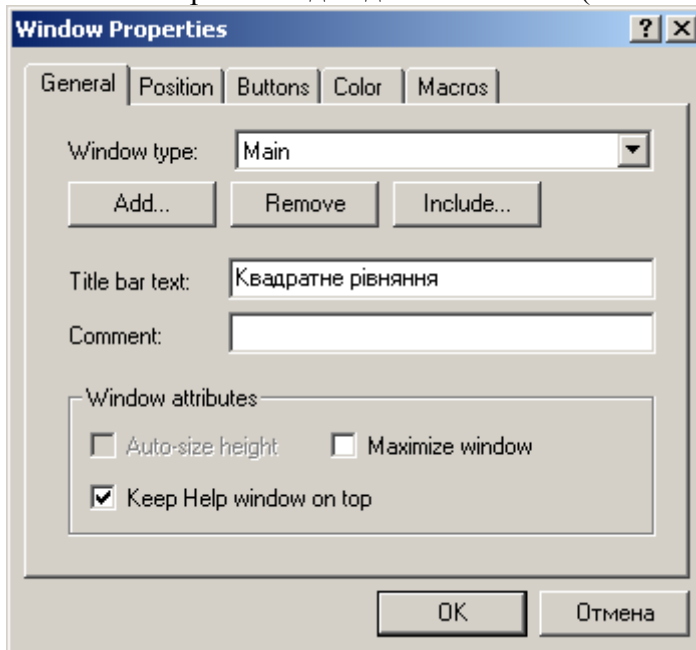 Window Properties
General Position Buttons Color Macros
Window type: Main
Add... Remove Include...
Title bar text: Квадратне рівняння
Comment:
Window attributes
Auto-size height Maximize window
Keep Help window on top
OK Отмена